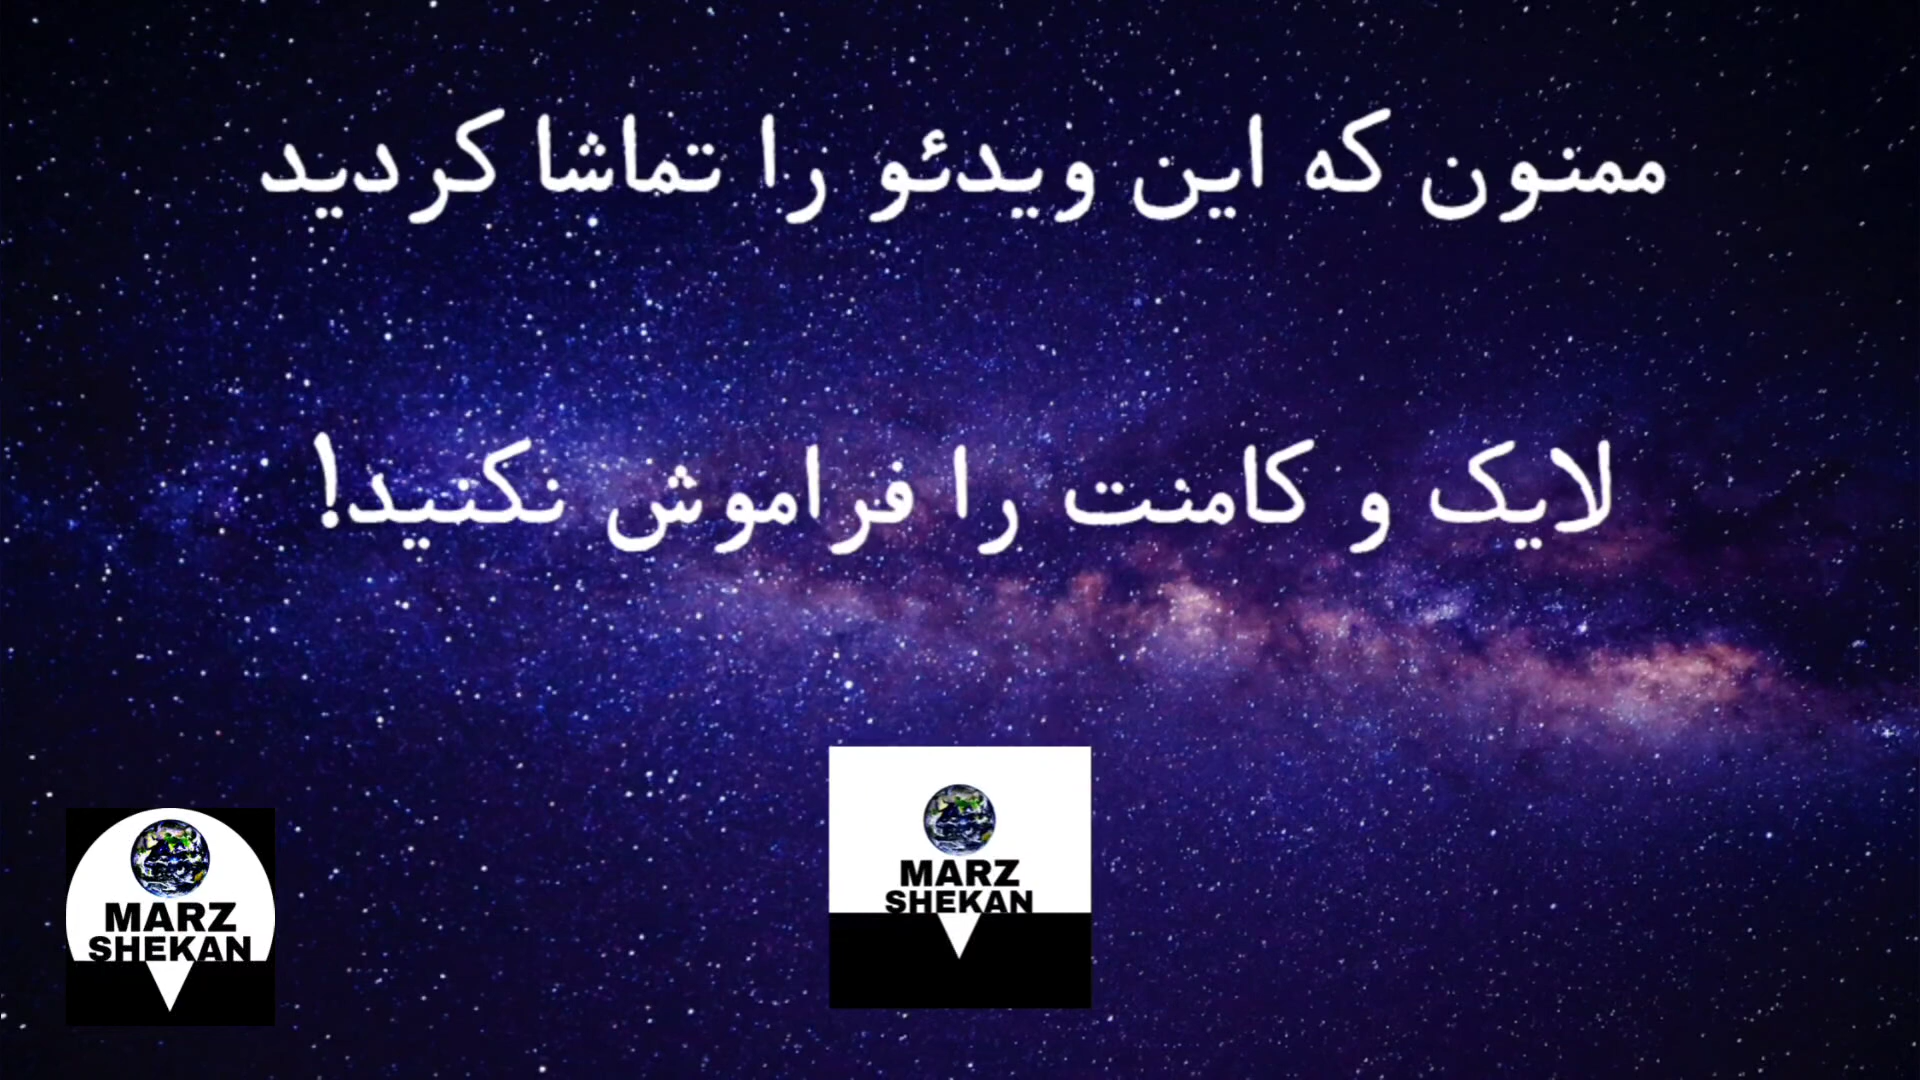 ممنون که این ویدئو را تماشا کردید
لایک و کامنت را فراموش نکنید!
MARZ
SHEKAN
MARZ
SHEKAN